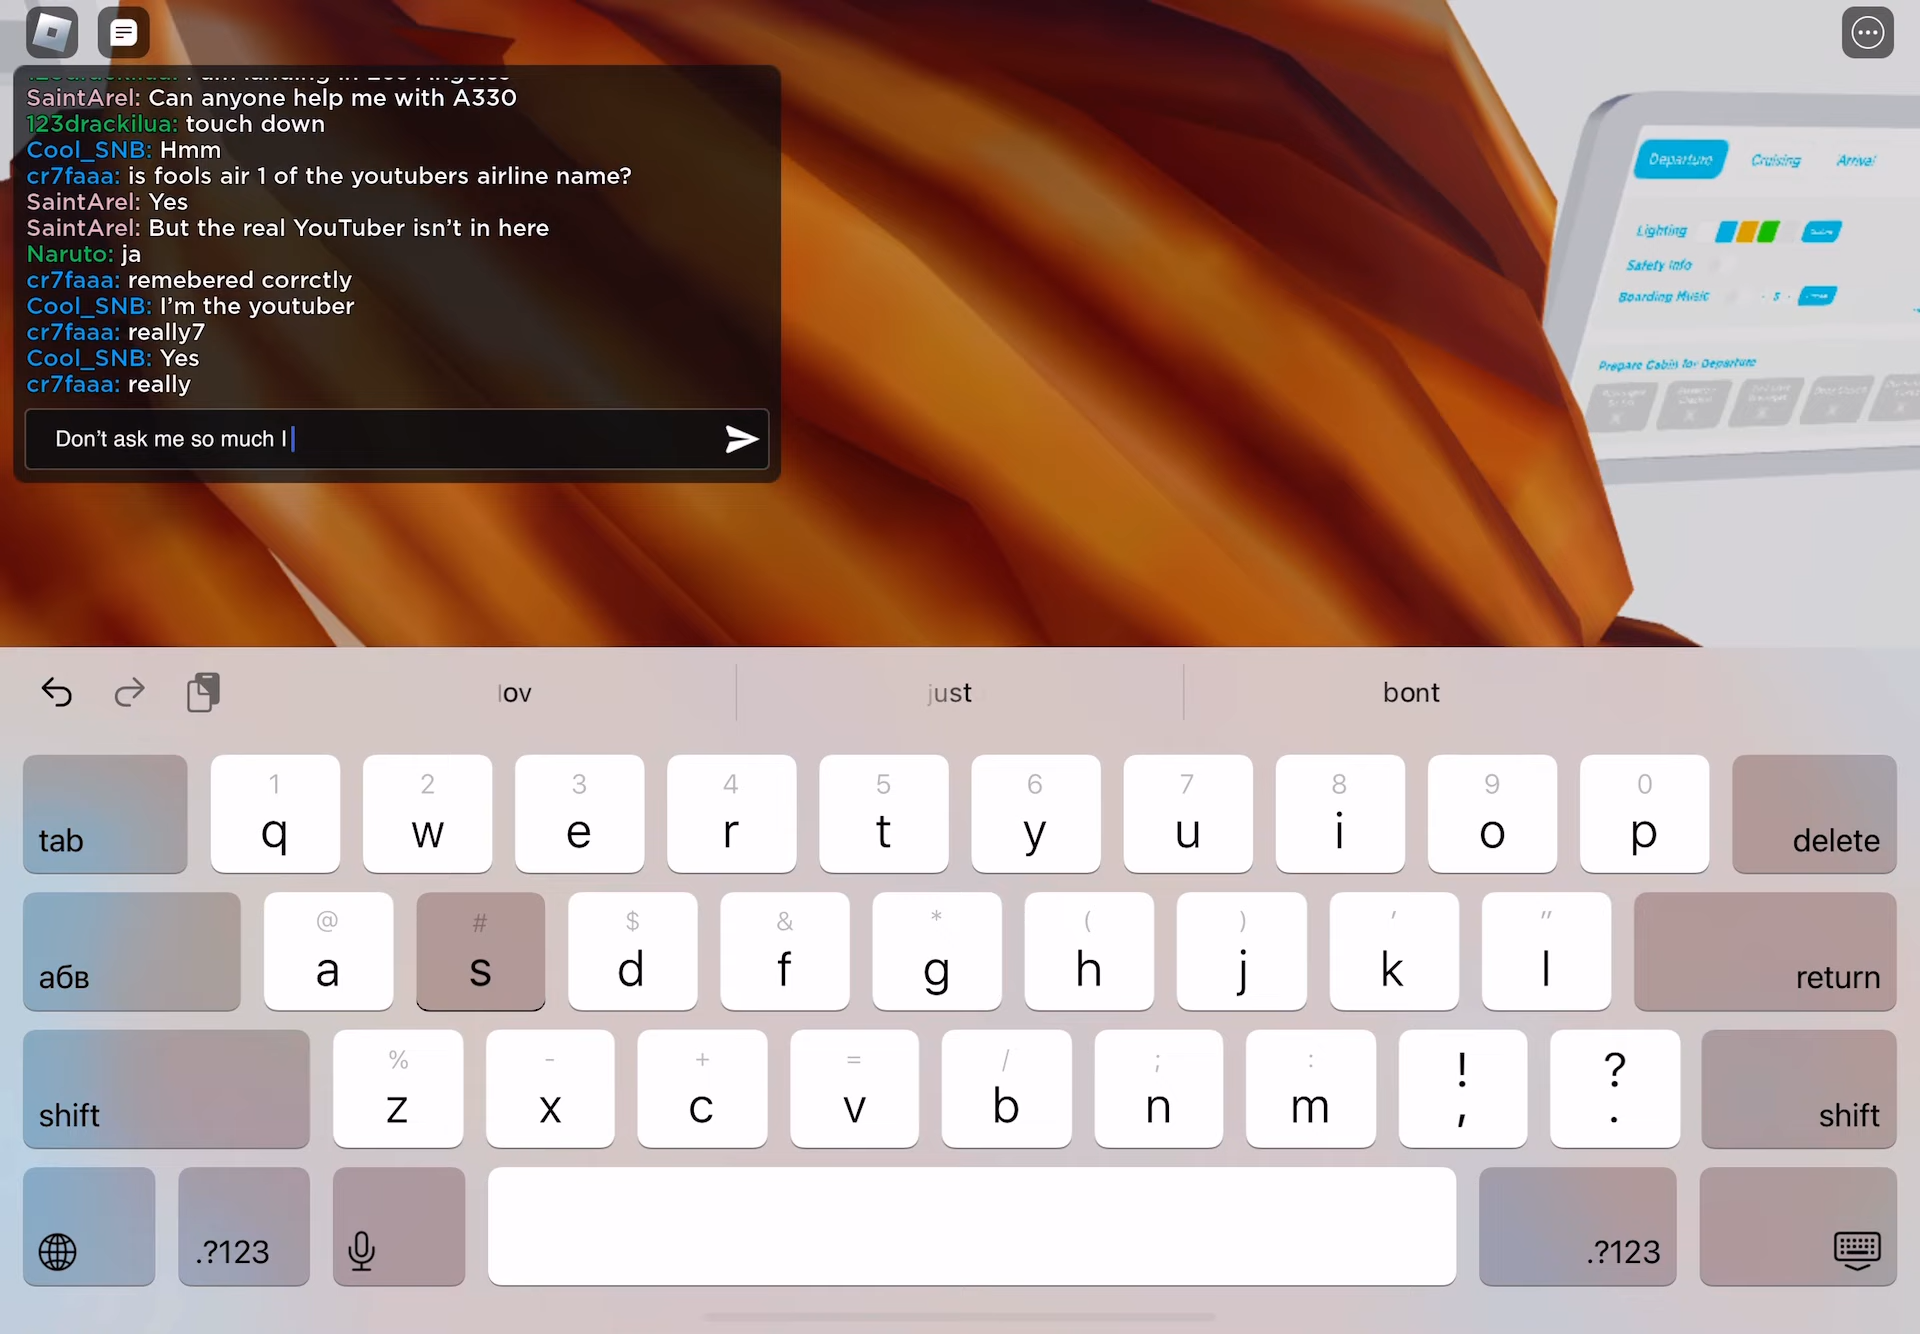 SaintArel: Can anyone help me with A330
123drackilua: touch down
Cool_SNB: Hmm
cr7faaa: is fools air 1 of the youtubers airline name?
SaintArel: Yes
SaintArel: But the real YouTuber isn’t in here
Naruto: ja
cr7faaa: remebered corrctly
Cool_SNB: I’m the youtuber
cr7faaa: really7
Cool_SNB: Yes
cr7faaa: really
Don’t ask me so much I
Departure Cruising Arrival
Lighting
Safety Info
Boarding Music
Prepare Cabin for Departure
lov just bont
tab 1 q 2 w 3 e 4 r 5 t 6 y 7 u 8 i 9 o 0 p delete
абв @ a # s $ d & f * g ( h ) j ' k " l return
shift % z - x + c = v / b ; n : m ! , ? . shift
.?123 .?123